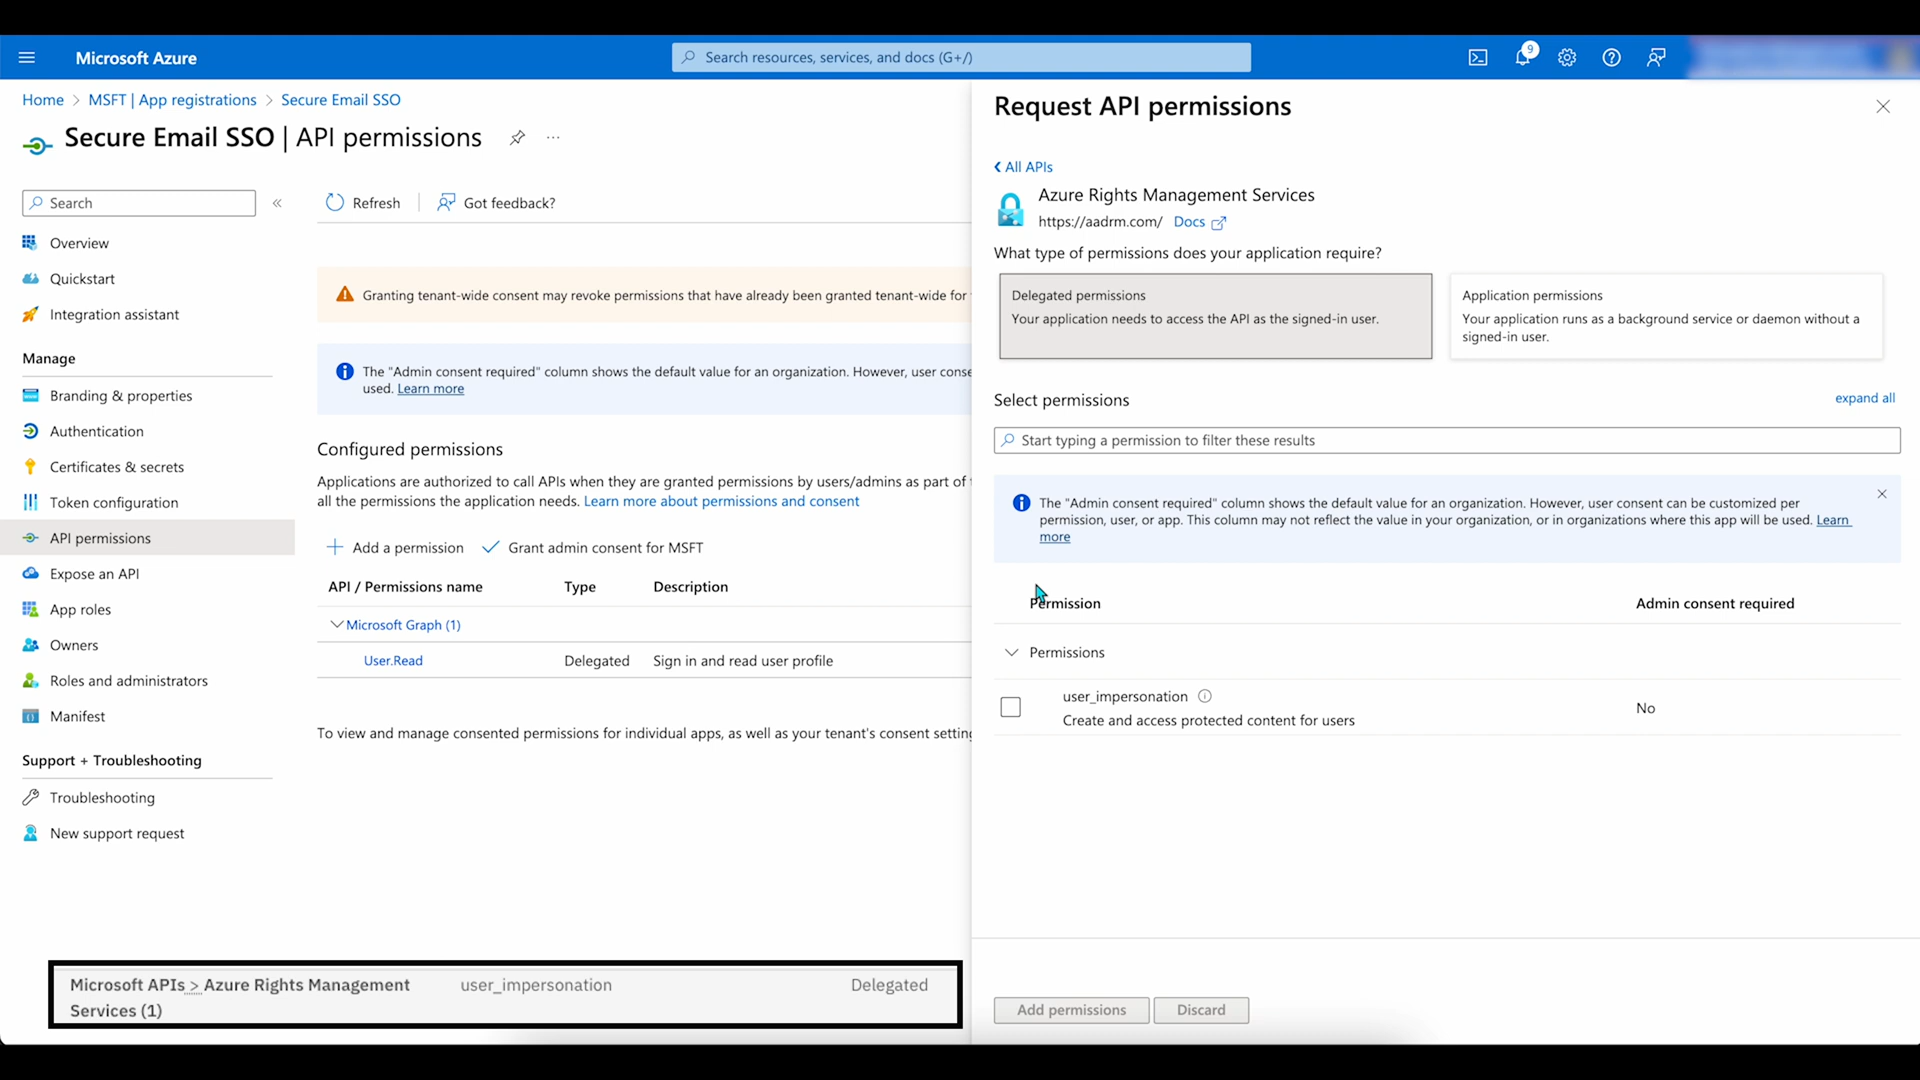 Microsoft Azure
Search resources, services, and docs (G+/)
9
Home > MSFT | App registrations > Secure Email SSO
Secure Email SSO | API permissions
Search
«
Refresh
Got feedback?
Overview
Quickstart
Integration assistant
Manage
Branding & properties
Authentication
Certificates & secrets
Token configuration
API permissions
Expose an API
App roles
Owners
Roles and administrators
Manifest
Support + Troubleshooting
Troubleshooting
New support request
Granting tenant-wide consent may revoke permissions that have already been granted tenant-wide for
The "Admin consent required" column shows the default value for an organization. However, user conse
used. Learn more
Configured permissions
Applications are authorized to call APIs when they are granted permissions by users/admins as part of
all the permissions the application needs. Learn more about permissions and consent
Add a permission
Grant admin consent for MSFT
API / Permissions name Type Description
Microsoft Graph (1)
User.Read Delegated Sign in and read user profile
To view and manage consented permissions for individual apps, as well as your tenant's consent setting
Microsoft APIs > Azure Rights Management user_impersonation Delegated
Services (1)
Request API permissions
All APIs
Azure Rights Management Services
https://aadrm.com/ Docs
What type of permissions does your application require?
Delegated permissions
Your application needs to access the API as the signed-in user.
Application permissions
Your application runs as a background service or daemon without a
signed-in user.
Select permissions
expand all
Start typing a permission to filter these results
The "Admin consent required" column shows the default value for an organization. However, user consent can be customized per
permission, user, or app. This column may not reflect the value in your organization, or in organizations where this app will be used. Learn
more
Permission Admin consent required
Permissions
user_impersonation
Create and access protected content for users
No
Add permissions
Discard